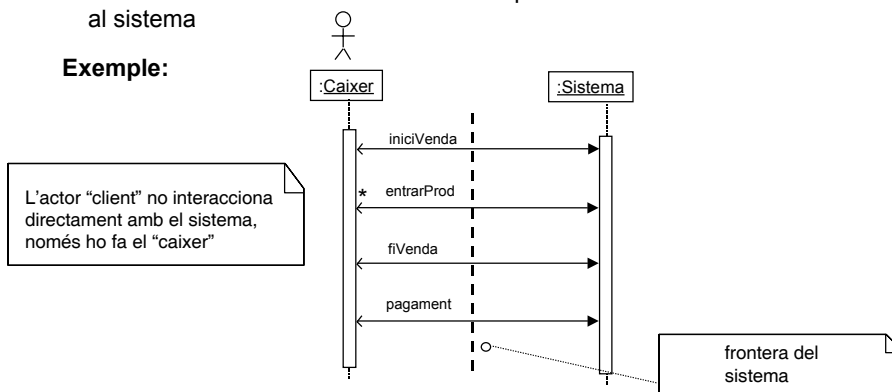 al sistema
Exemple:
:Caixer
:Sistema
iniciVenda
* entrarProd
L'actor “client” no interacciona
directament amb el sistema,
només ho fa el “caixer”
fiVenda
pagament
frontera del
sistema